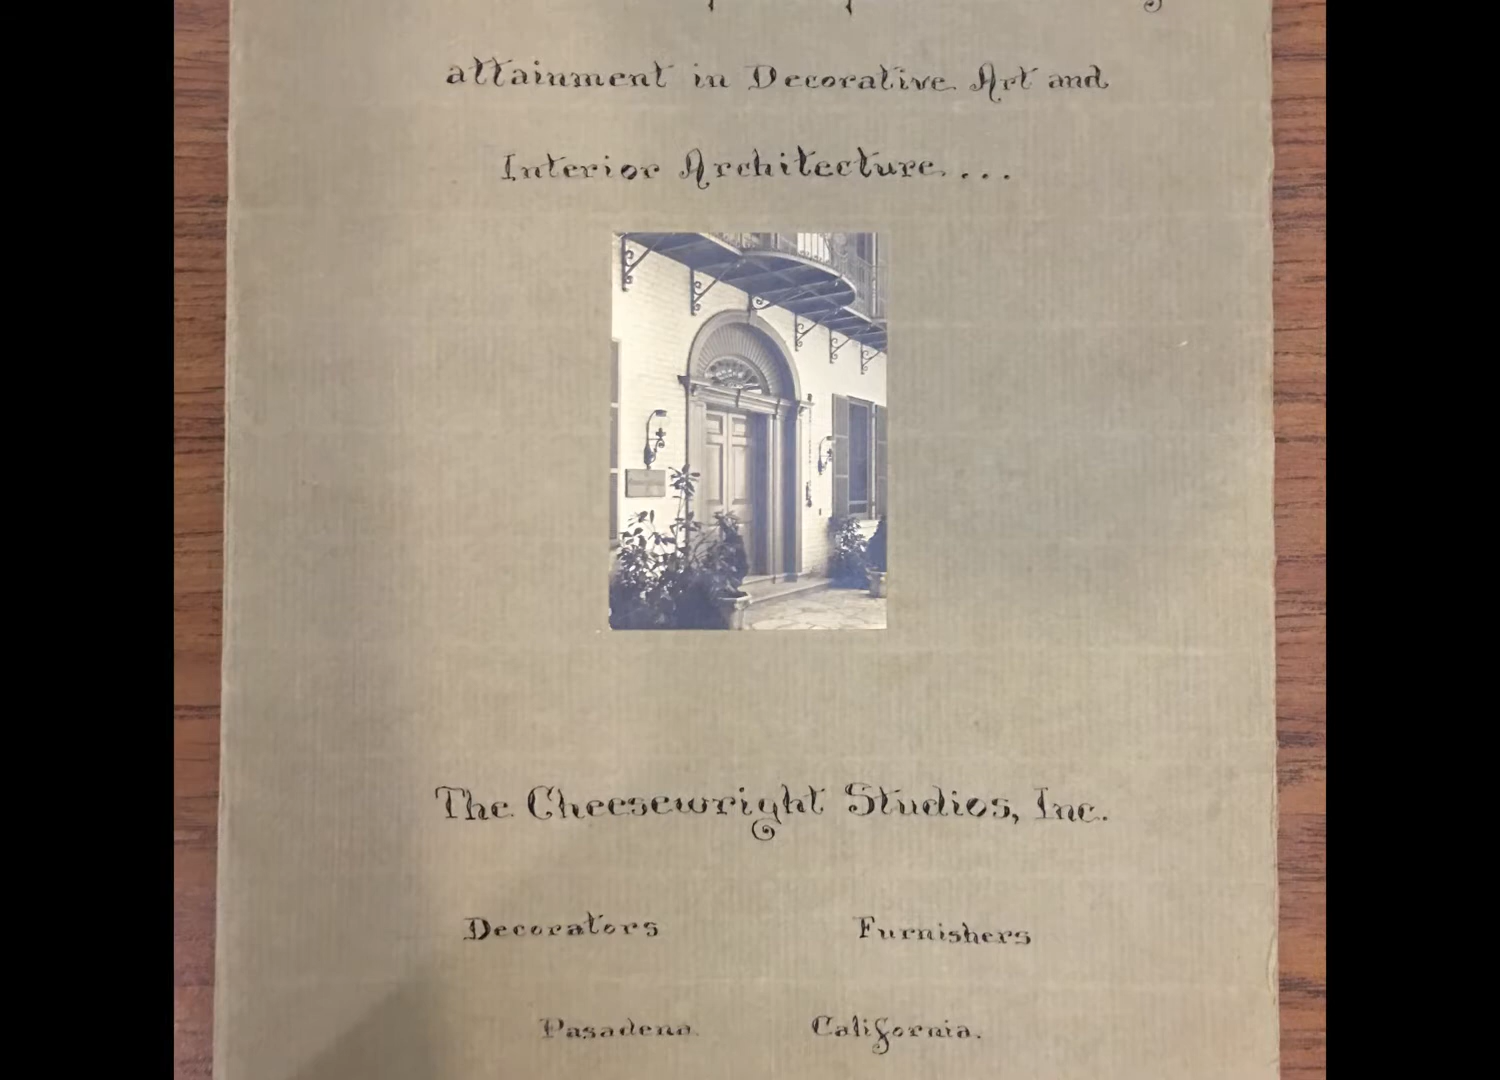 attainment in Decorative Art and
Interior Architecture....
The Cheesewright Studios, Inc.
Decorators Furnishers
Pasadena California.